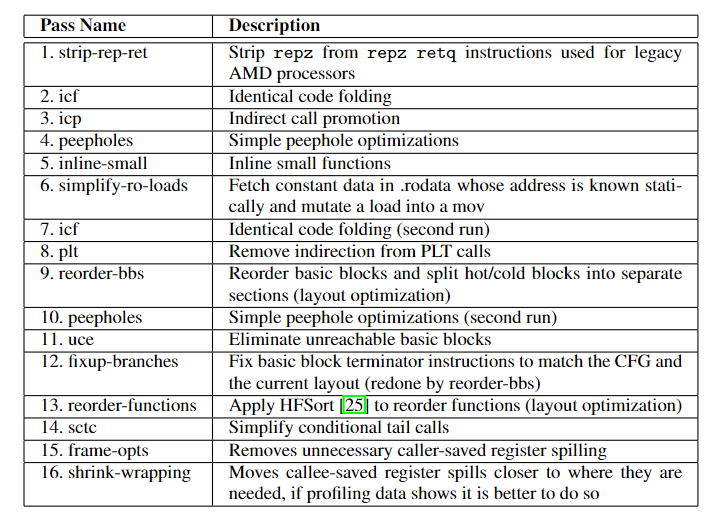 Pass Name Description
1. strip-rep-ret Strip repz from repz retq instructions used for legacy
AMD processors
2. icf Identical code folding
3. icp Indirect call promotion
4. peepholes Simple peephole optimizations
5. inline-small Inline small functions
6. simplify-ro-loads Fetch constant data in .rodata whose address is known stati-
cally and mutate a load into a mov
7. icf Identical code folding (second run)
8. plt Remove indirection from PLT calls
9. reorder-bbs Reorder basic blocks and split hot/cold blocks into separate
sections (layout optimization)
10. peepholes Simple peephole optimizations (second run)
11. uce Eliminate unreachable basic blocks
12. fixup-branches Fix basic block terminator instructions to match the CFG and
the current layout (redone by reorder-bbs)
13. reorder-functions Apply HFSort [25] to reorder functions (layout optimization)
14. sctc Simplify conditional tail calls
15. frame-opts Removes unnecessary caller-saved register spilling
16. shrink-wrapping Moves callee-saved register spills closer to where they are
needed, if profiling data shows it is better to do so